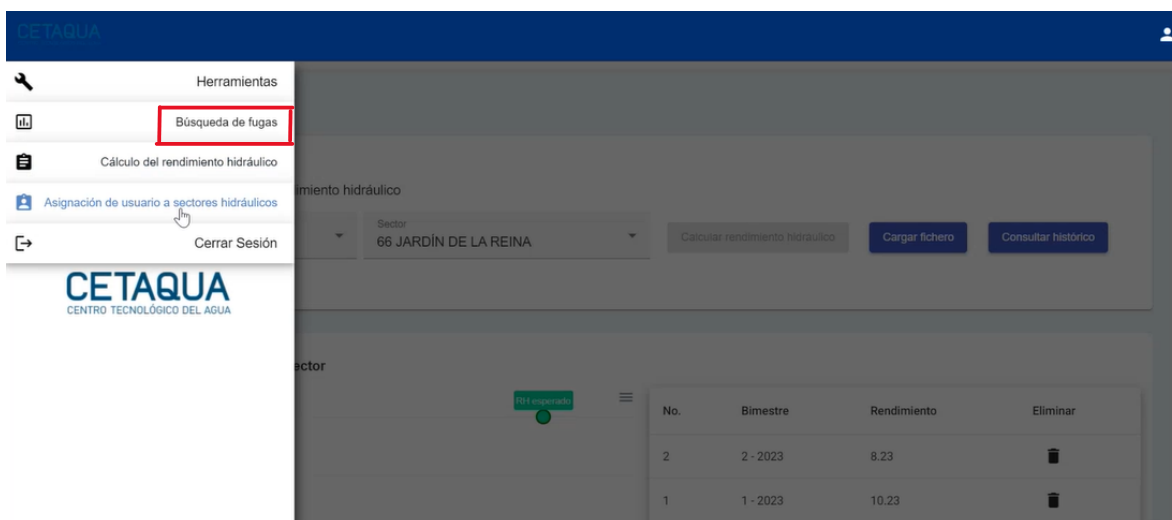 CETAQUA
Herramientas
Búsqueda de fugas
Cálculo del rendimiento hidráulico
Asignación de usuario a sectores hidráulicos
Cerrar Sesión
CETAQUA
CENTRO TECNOLÓGICO DEL AGUA
imiento hidráulico
Sector
66 JARDÍN DE LA REINA
Calcular rendimiento hidráulico
Cargar fichero
Consultar histórico
ector
RH esperado
No. Bimestre Rendimiento Eliminar
2 2 - 2023 8.23
1 1 - 2023 10.23